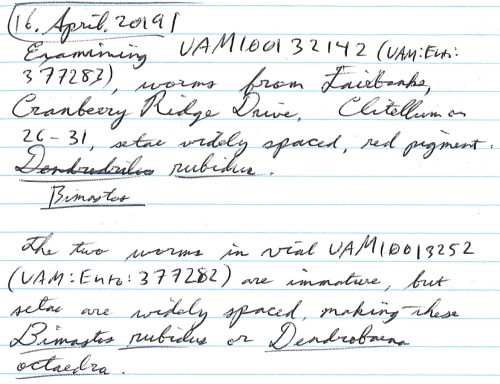 16. April. 2019
Examining UAM100132142 (UAM:Ento:
377283), worms from Fairbanks,
Cranberry Ridge Drive, Clitellum on
26-31, setae widely spaced, red pigment.
Dendrodrilus rubidus.
Bimastos
The two worms in vial UAM10013252
(UAM:Ento:377282) are immature, but
setae are widely spaced, making these
Bimastos rubidus or Dendrobaena
octaedra.